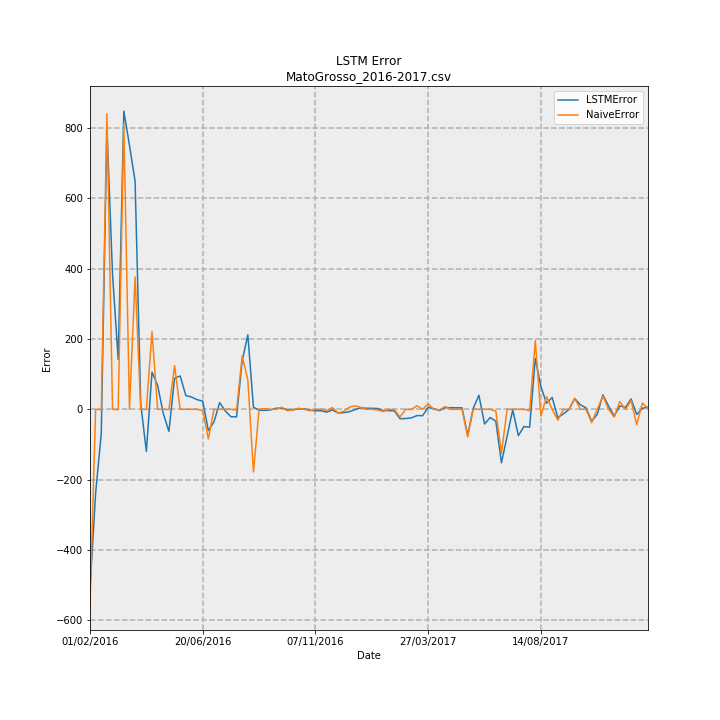 LSTM Error
MatoGrosso_2016-2017.csv
LSTMError
NaiveError
800
600
400
200
0
−200
−400
−600
Error
01/02/2016
20/06/2016
07/11/2016
27/03/2017
14/08/2017
Date